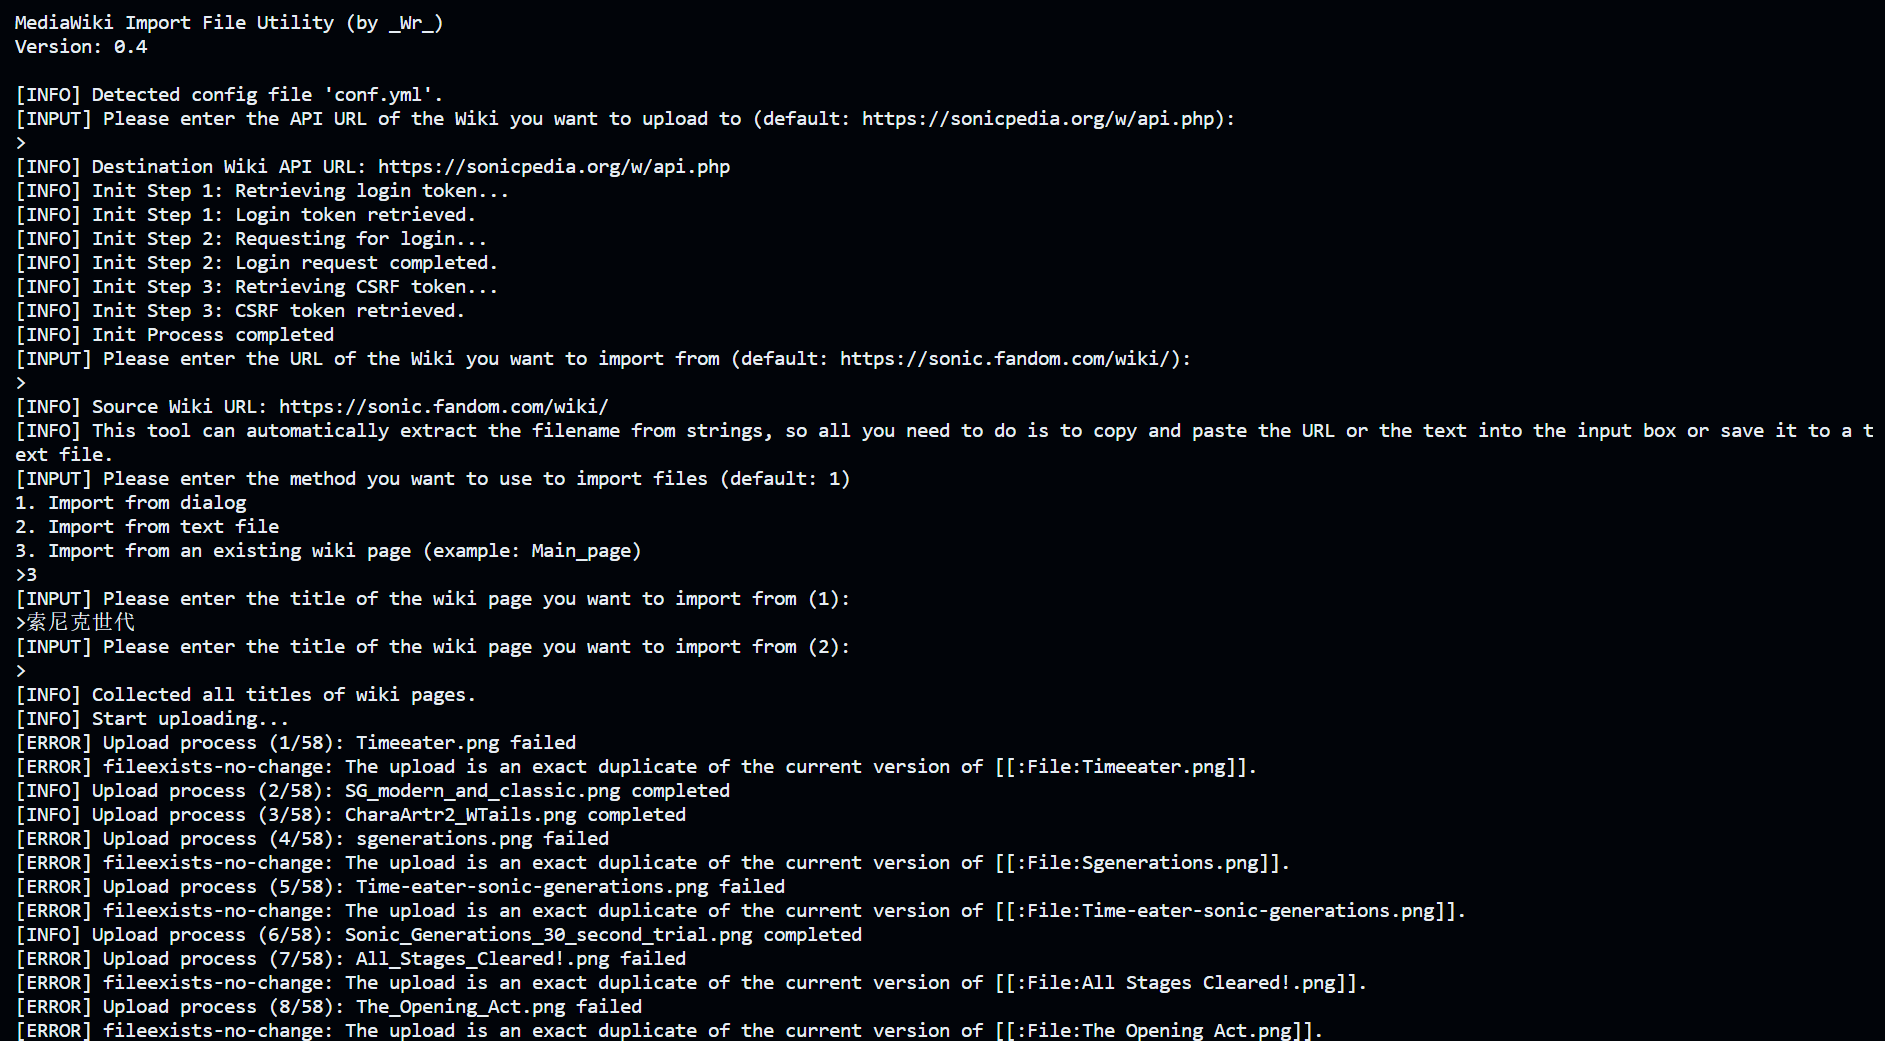 MediaWiki Import File Utility (by _Wr_)
Version: 0.4
[INFO] Detected config file 'conf.yml'.
[INPUT] Please enter the API URL of the Wiki you want to upload to (default: https://sonicpedia.org/w/api.php):
>
[INFO] Destination Wiki API URL: https://sonicpedia.org/w/api.php
[INFO] Init Step 1: Retrieving login token...
[INFO] Init Step 1: Login token retrieved.
[INFO] Init Step 2: Requesting for login...
[INFO] Init Step 2: Login request completed.
[INFO] Init Step 3: Retrieving CSRF token...
[INFO] Init Step 3: CSRF token retrieved.
[INFO] Init Process completed
[INPUT] Please enter the URL of the Wiki you want to import from (default: https://sonic.fandom.com/wiki/):
>
[INFO] Source Wiki URL: https://sonic.fandom.com/wiki/
[INFO] This tool can automatically extract the filename from strings, so all you need to do is to copy and paste the URL or the text into the input box or save it to a t
ext file.
[INPUT] Please enter the method you want to use to import files (default: 1)
1. Import from dialog
2. Import from text file
3. Import from an existing wiki page (example: Main_page)
>3
[INPUT] Please enter the title of the wiki page you want to import from (1):
>索尼克世代
[INPUT] Please enter the title of the wiki page you want to import from (2):
>
[INFO] Collected all titles of wiki pages.
[INFO] Start uploading...
[ERROR] Upload process (1/58): Timeeater.png failed
[ERROR] fileexists-no-change: The upload is an exact duplicate of the current version of [[:File:Timeeater.png]].
[INFO] Upload process (2/58): SG_modern_and_classic.png completed
[INFO] Upload process (3/58): CharaArtr2_WTails.png completed
[ERROR] Upload process (4/58): sgenerations.png failed
[ERROR] fileexists-no-change: The upload is an exact duplicate of the current version of [[:File:Sgenerations.png]].
[ERROR] Upload process (5/58): Time-eater-sonic-generations.png failed
[ERROR] fileexists-no-change: The upload is an exact duplicate of the current version of [[:File:Time-eater-sonic-generations.png]].
[INFO] Upload process (6/58): Sonic_Generations_30_second_trial.png completed
[ERROR] Upload process (7/58): All_Stages_Cleared!.png failed
[ERROR] fileexists-no-change: The upload is an exact duplicate of the current version of [[:File:All Stages Cleared!.png]].
[ERROR] Upload process (8/58): The_Opening_Act.png failed
[ERROR] fileexists-no-change: The upload is an exact duplicate of the current version of [[:File:The Opening Act.png]].